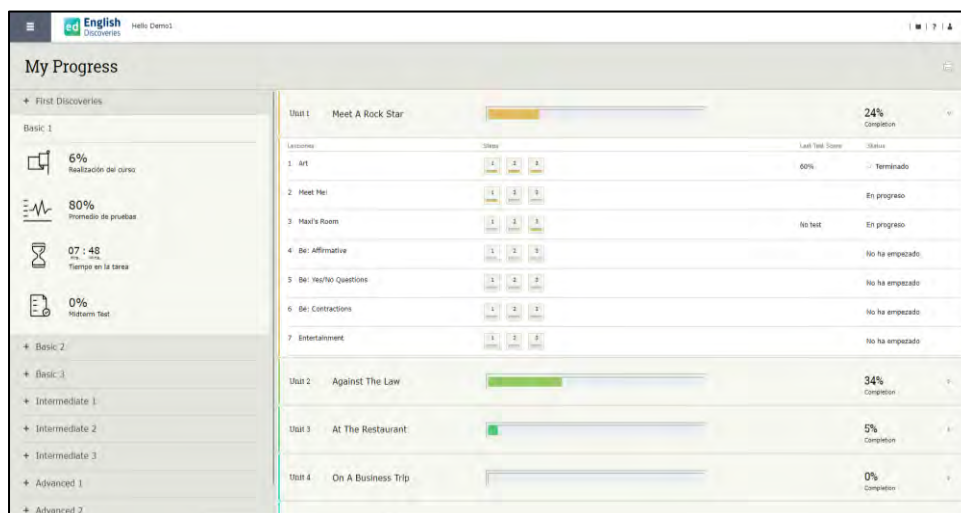 ed English Discoveries Hello Demo1 | ? |
My Progress
+ First Discoveries
Basic 1
6%
Realización del curso
80%
Promedio de pruebas
07 : 48
Tiempo en la tarea
0%
Midterm Test
+ Basic 2
+ Basic 3
+ Intermediate 1
+ Intermediate 2
+ Intermediate 3
+ Advanced 1
+ Advanced 2
Unit 1 Meet A Rock Star 24% Completion
Lecciones Steps Last Test Score Status
1 Art 1 2 3 60% Terminado
2 Meet Me! 1 2 3 En progreso
3 Maxi's Room 1 2 3 No test En progreso
4 Be: Affirmative 1 2 3 No ha empezado
5 Be: Yes/No Questions 1 2 3 No ha empezado
6 Be: Contractions 1 2 3 No ha empezado
7 Entertainment 1 2 3 No ha empezado
Unit 2 Against The Law 34% Completion
Unit 3 At The Restaurant 5% Completion
Unit 4 On A Business Trip 0% Completion